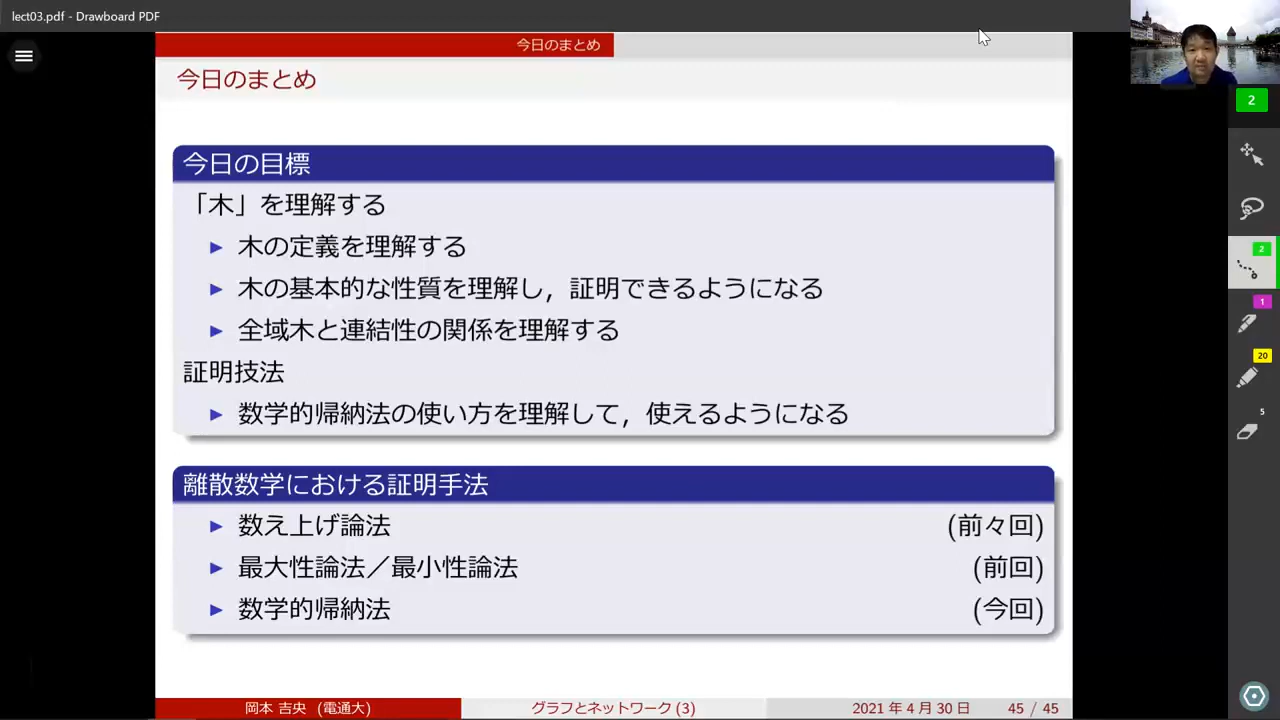 lect03.pdf - Drawboard PDF
今日のまとめ
今日のまとめ
今日の目標
「木」を理解する
▶ 木の定義を理解する
▶ 木の基本的な性質を理解し，証明できるようになる
▶ 全域木と連結性の関係を理解する
証明技法
▶ 数学的帰納法の使い方を理解して，使えるようになる
離散数学における証明手法
▶ 数え上げ論法 (前々回)
▶ 最大性論法／最小性論法 (前回)
▶ 数学的帰納法 (今回)
岡本 吉央 (電通大) グラフとネットワーク (3) 2021 年 4 月 30 日 45 / 45
2
2
1
20
5